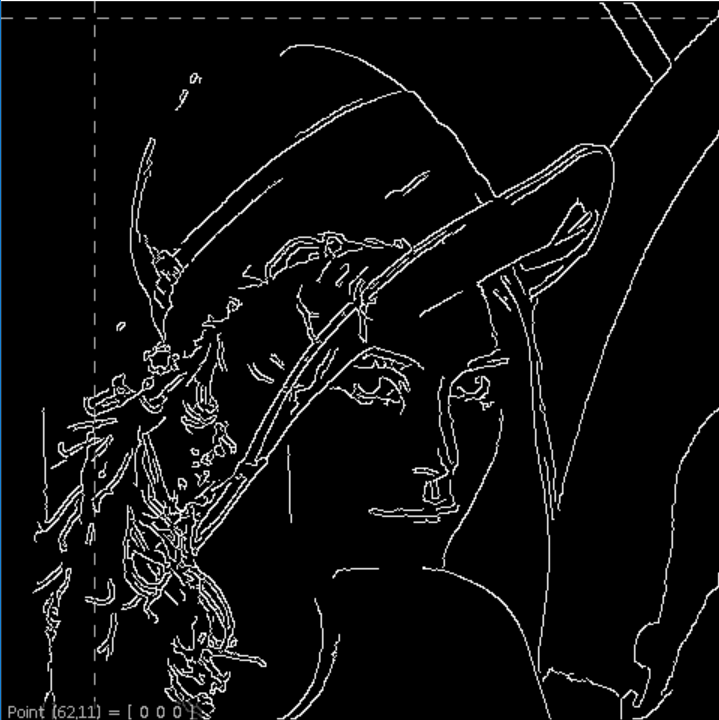 Point (62,11) = [ 0 0 0 ]